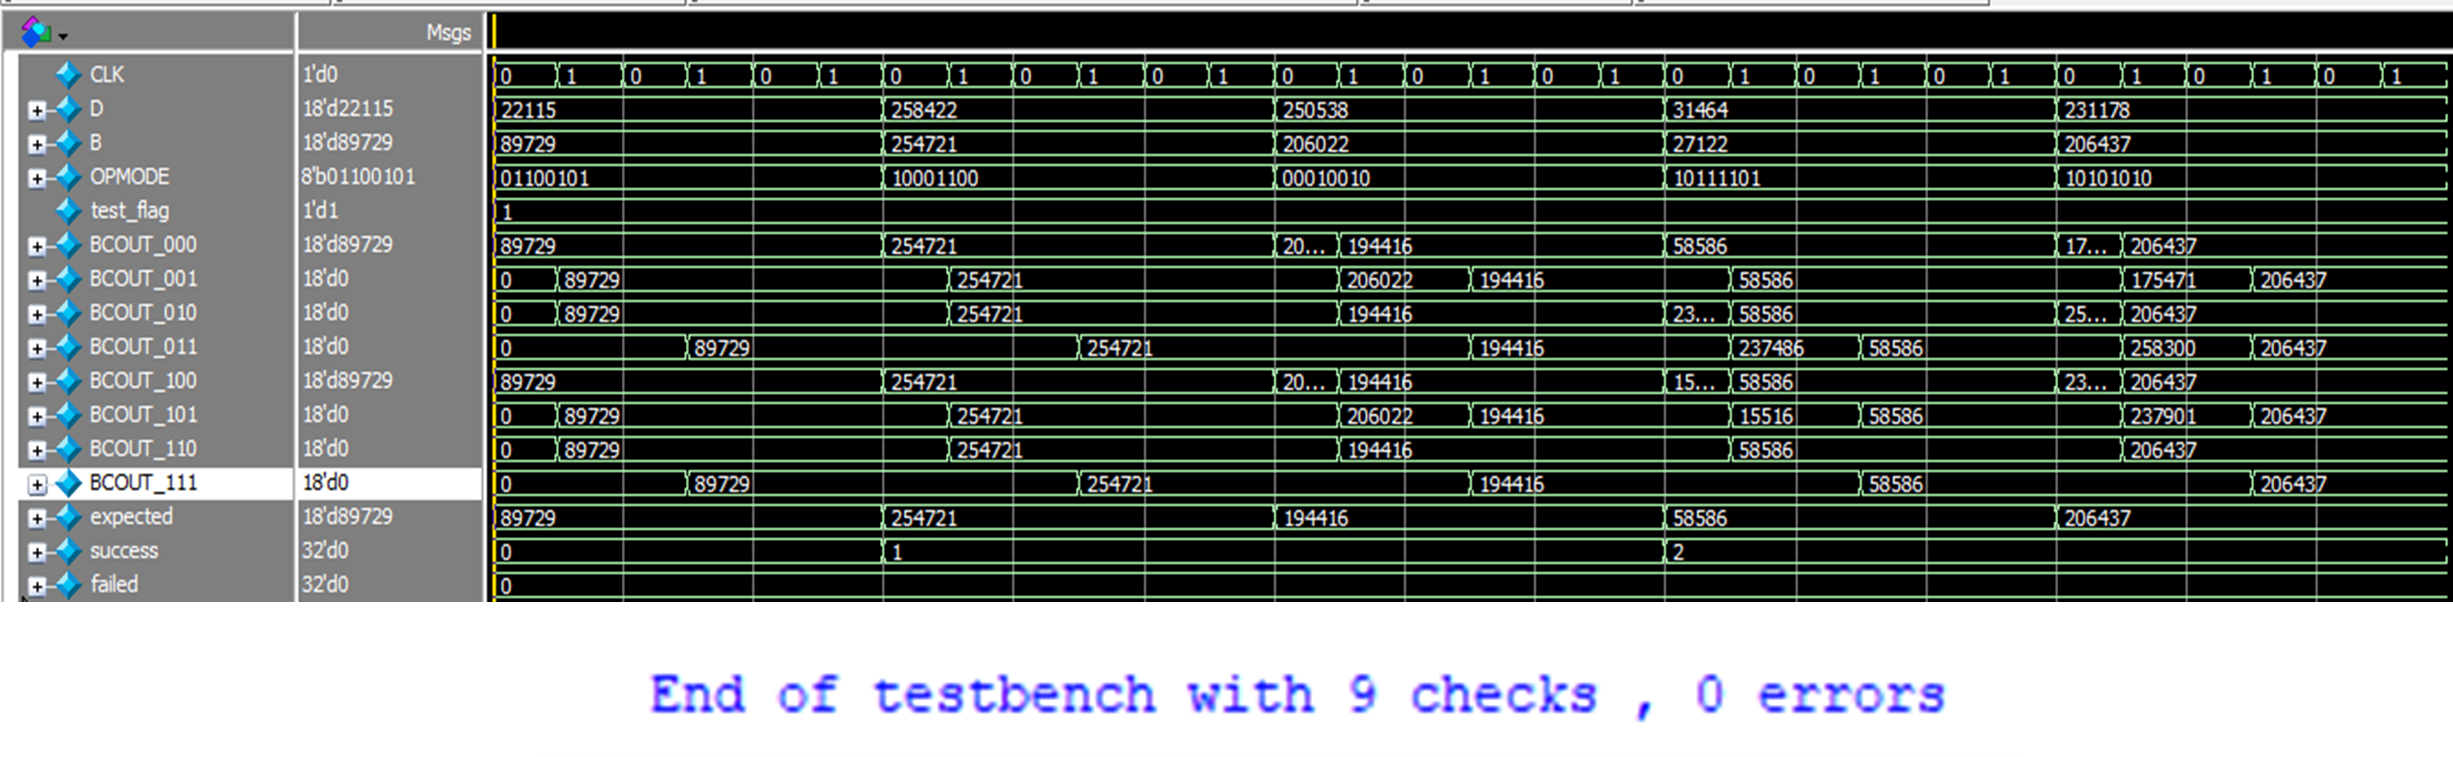 Msgs
CLK 1'd0 0 1 0 1 0 1 0 1 0 1 0 1 0 1 0 1 0 1 0 1 0 1 0 1 0 1 0 1 0 1
D 18'd22115 22115 258422 250538 31464 231178
B 18'd89729 89729 254721 206022 27122 206437
OPMODE 8'b01100101 01100101 10001100 00010010 10111101 10101010
test_flag 1'd1 1
BCOUT_000 18'd89729 89729 254721 20... 194416 58586 17... 206437
BCOUT_001 18'd0 0 89729 254721 206022 194416 58586 175471 206437
BCOUT_010 18'd0 0 89729 254721 194416 23... 58586 25... 206437
BCOUT_011 18'd0 0 89729 254721 194416 237486 58586 258300 206437
BCOUT_100 18'd89729 89729 254721 20... 194416 15... 58586 23... 206437
BCOUT_101 18'd0 0 89729 254721 206022 194416 15516 58586 237901 206437
BCOUT_110 18'd0 0 89729 254721 194416 58586 206437
BCOUT_111 18'd0 0 89729 254721 194416 58586 206437
expected 18'd89729 89729 254721 194416 58586 206437
success 32'd0 0 1 2
failed 32'd0 0
End of testbench with 9 checks , 0 errors